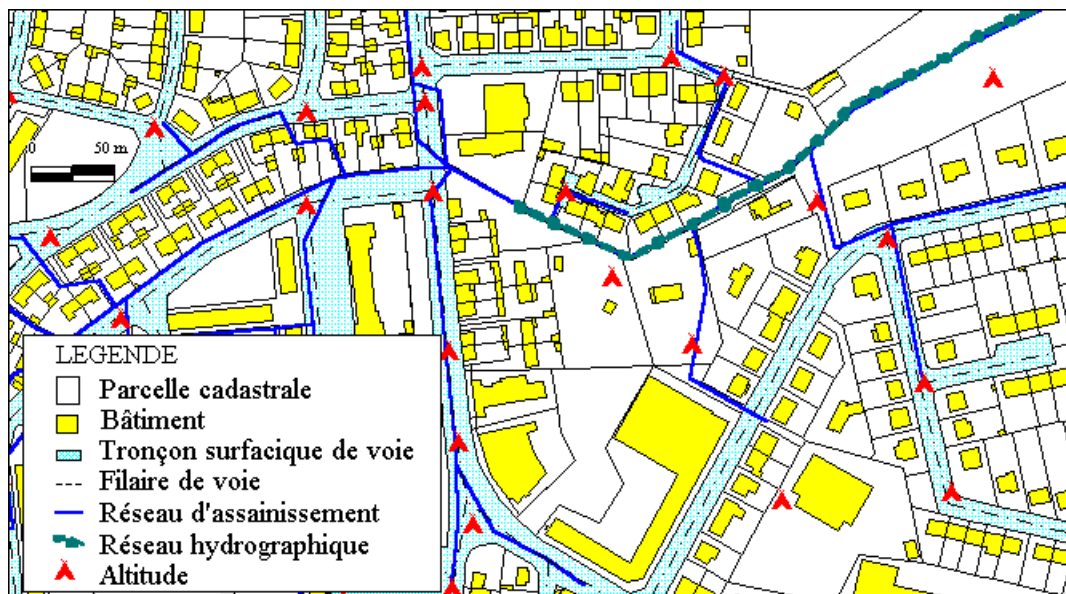 0 50 m
LEGENDE
Parcelle cadastrale
Bâtiment
Tronçon surfacique de voie
Filaire de voie
Réseau d'assainissement
Réseau hydrographique
Altitude